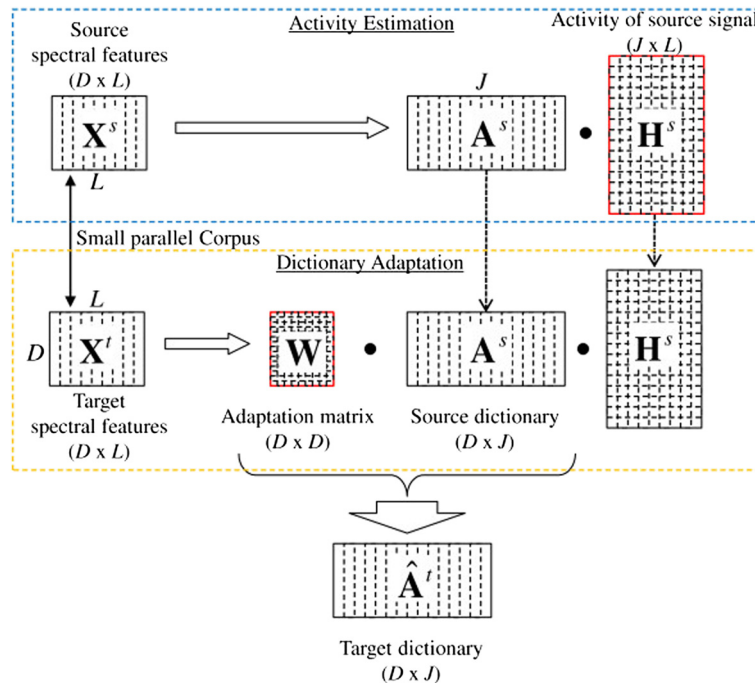 Source
spectral features
(D x L)
Activity Estimation
Activity of source signal
(J x L)
J
X^s
A^s
•
H^s
L
Small parallel Corpus
Dictionary Adaptation
L
D
X^t
W
•
A^s
•
H^s
Target
spectral features
(D x L)
Adaptation matrix
(D x D)
Source dictionary
(D x J)
Â^t
Target dictionary
(D x J)